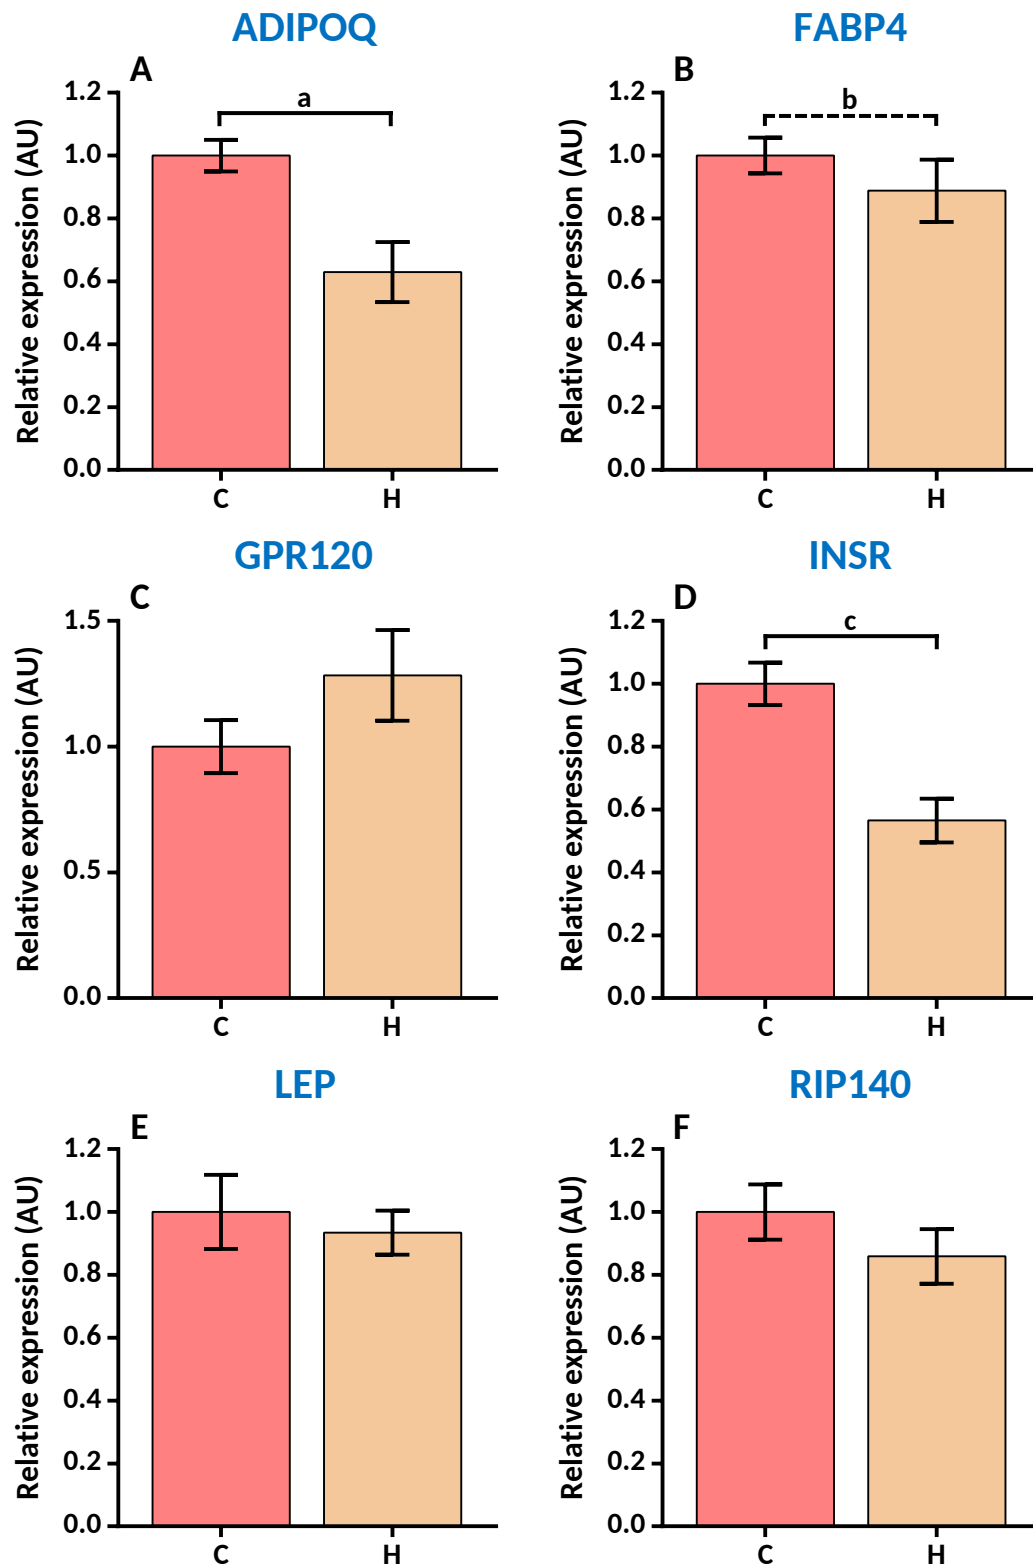 ADIPOQ
A
a
Relative expression (AU)
1.2
1.0
0.8
0.6
0.4
0.2
0.0
C
H
FABP4
B
b
Relative expression (AU)
1.2
1.0
0.8
0.6
0.4
0.2
0.0
C
H
GPR120
C
Relative expression (AU)
1.5
1.0
0.5
0.0
C
H
INSR
D
c
Relative expression (AU)
1.2
1.0
0.8
0.6
0.4
0.2
0.0
C
H
LEP
E
Relative expression (AU)
1.2
1.0
0.8
0.6
0.4
0.2
0.0
C
H
RIP140
F
Relative expression (AU)
1.2
1.0
0.8
0.6
0.4
0.2
0.0
C
H